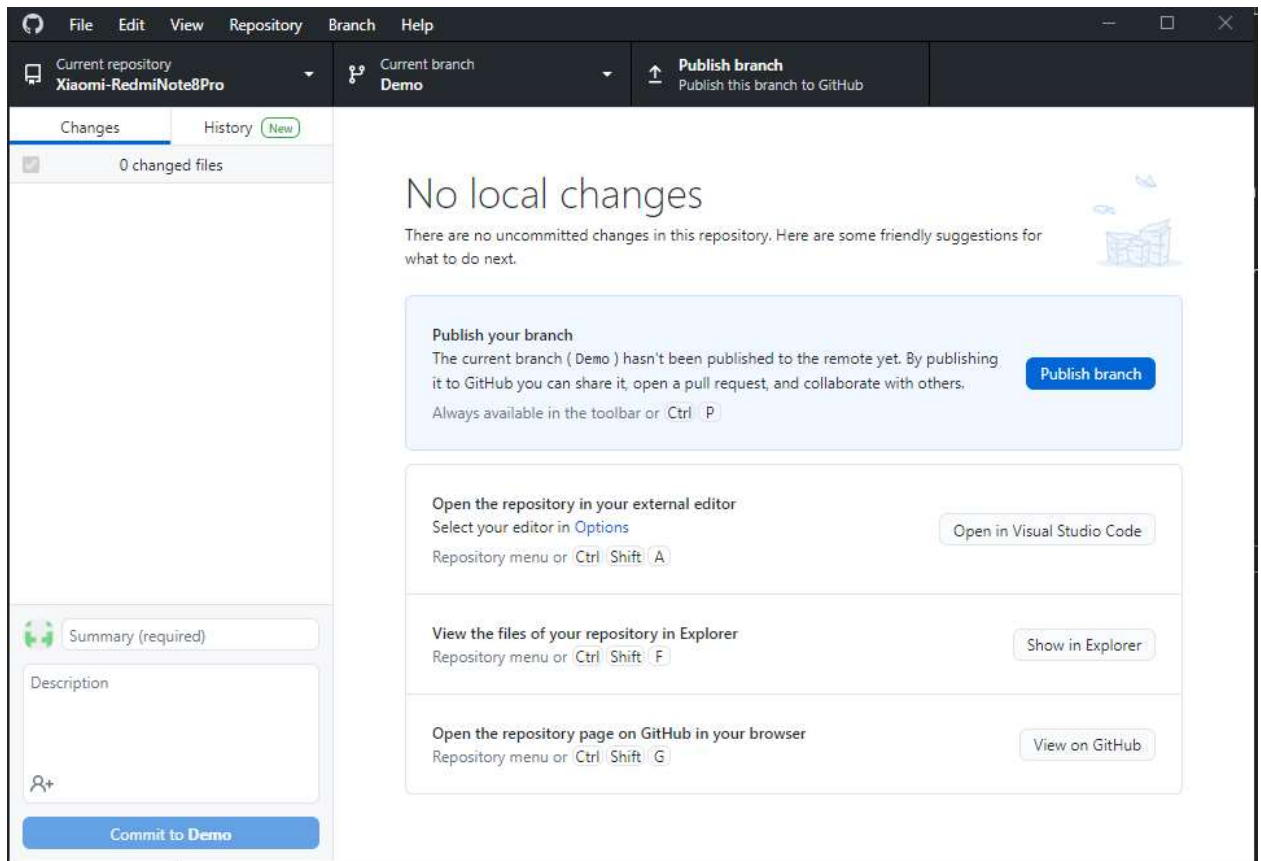 File Edit View Repository Branch Help
Current repository
Xiaomi-RedmiNote8Pro
Current branch
Demo
Publish branch
Publish this branch to GitHub
Changes
History New
0 changed files
No local changes
There are no uncommitted changes in this repository. Here are some friendly suggestions for
what to do next.
Publish your branch
The current branch ( Demo ) hasn't been published to the remote yet. By publishing
it to GitHub you can share it, open a pull request, and collaborate with others.
Always available in the toolbar or Ctrl P
Publish branch
Open the repository in your external editor
Select your editor in Options
Repository menu or Ctrl Shift A
Open in Visual Studio Code
View the files of your repository in Explorer
Repository menu or Ctrl Shift F
Show in Explorer
Open the repository page on GitHub in your browser
Repository menu or Ctrl Shift G
View on GitHub
Summary (required)
Description
Commit to Demo